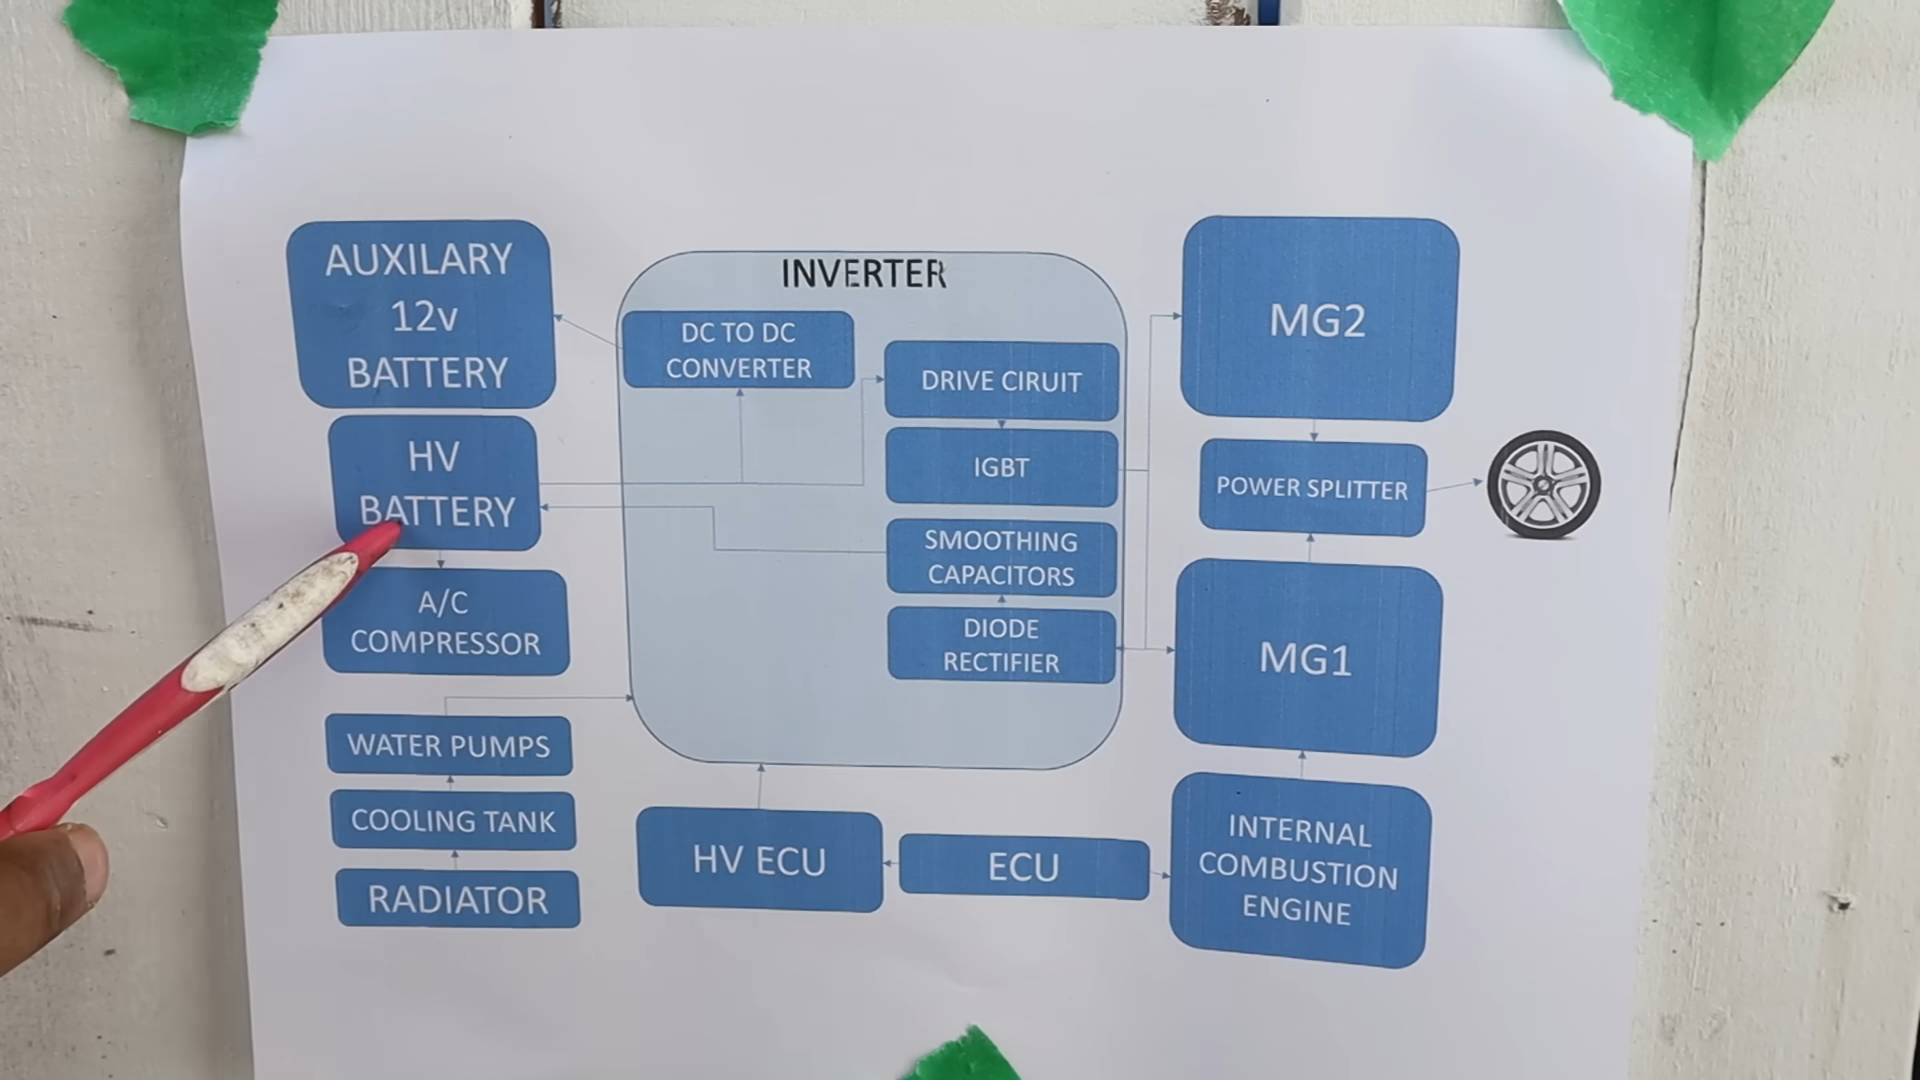 AUXILARY
12v
BATTERY
HV
BATTERY
A/C
COMPRESSOR
WATER PUMPS
COOLING TANK
RADIATOR
INVERTER
DC TO DC
CONVERTER
DRIVE CIRUIT
IGBT
SMOOTHING
CAPACITORS
DIODE
RECTIFIER
HV ECU
ECU
MG2
POWER SPLITTER
MG1
INTERNAL
COMBUSTION
ENGINE